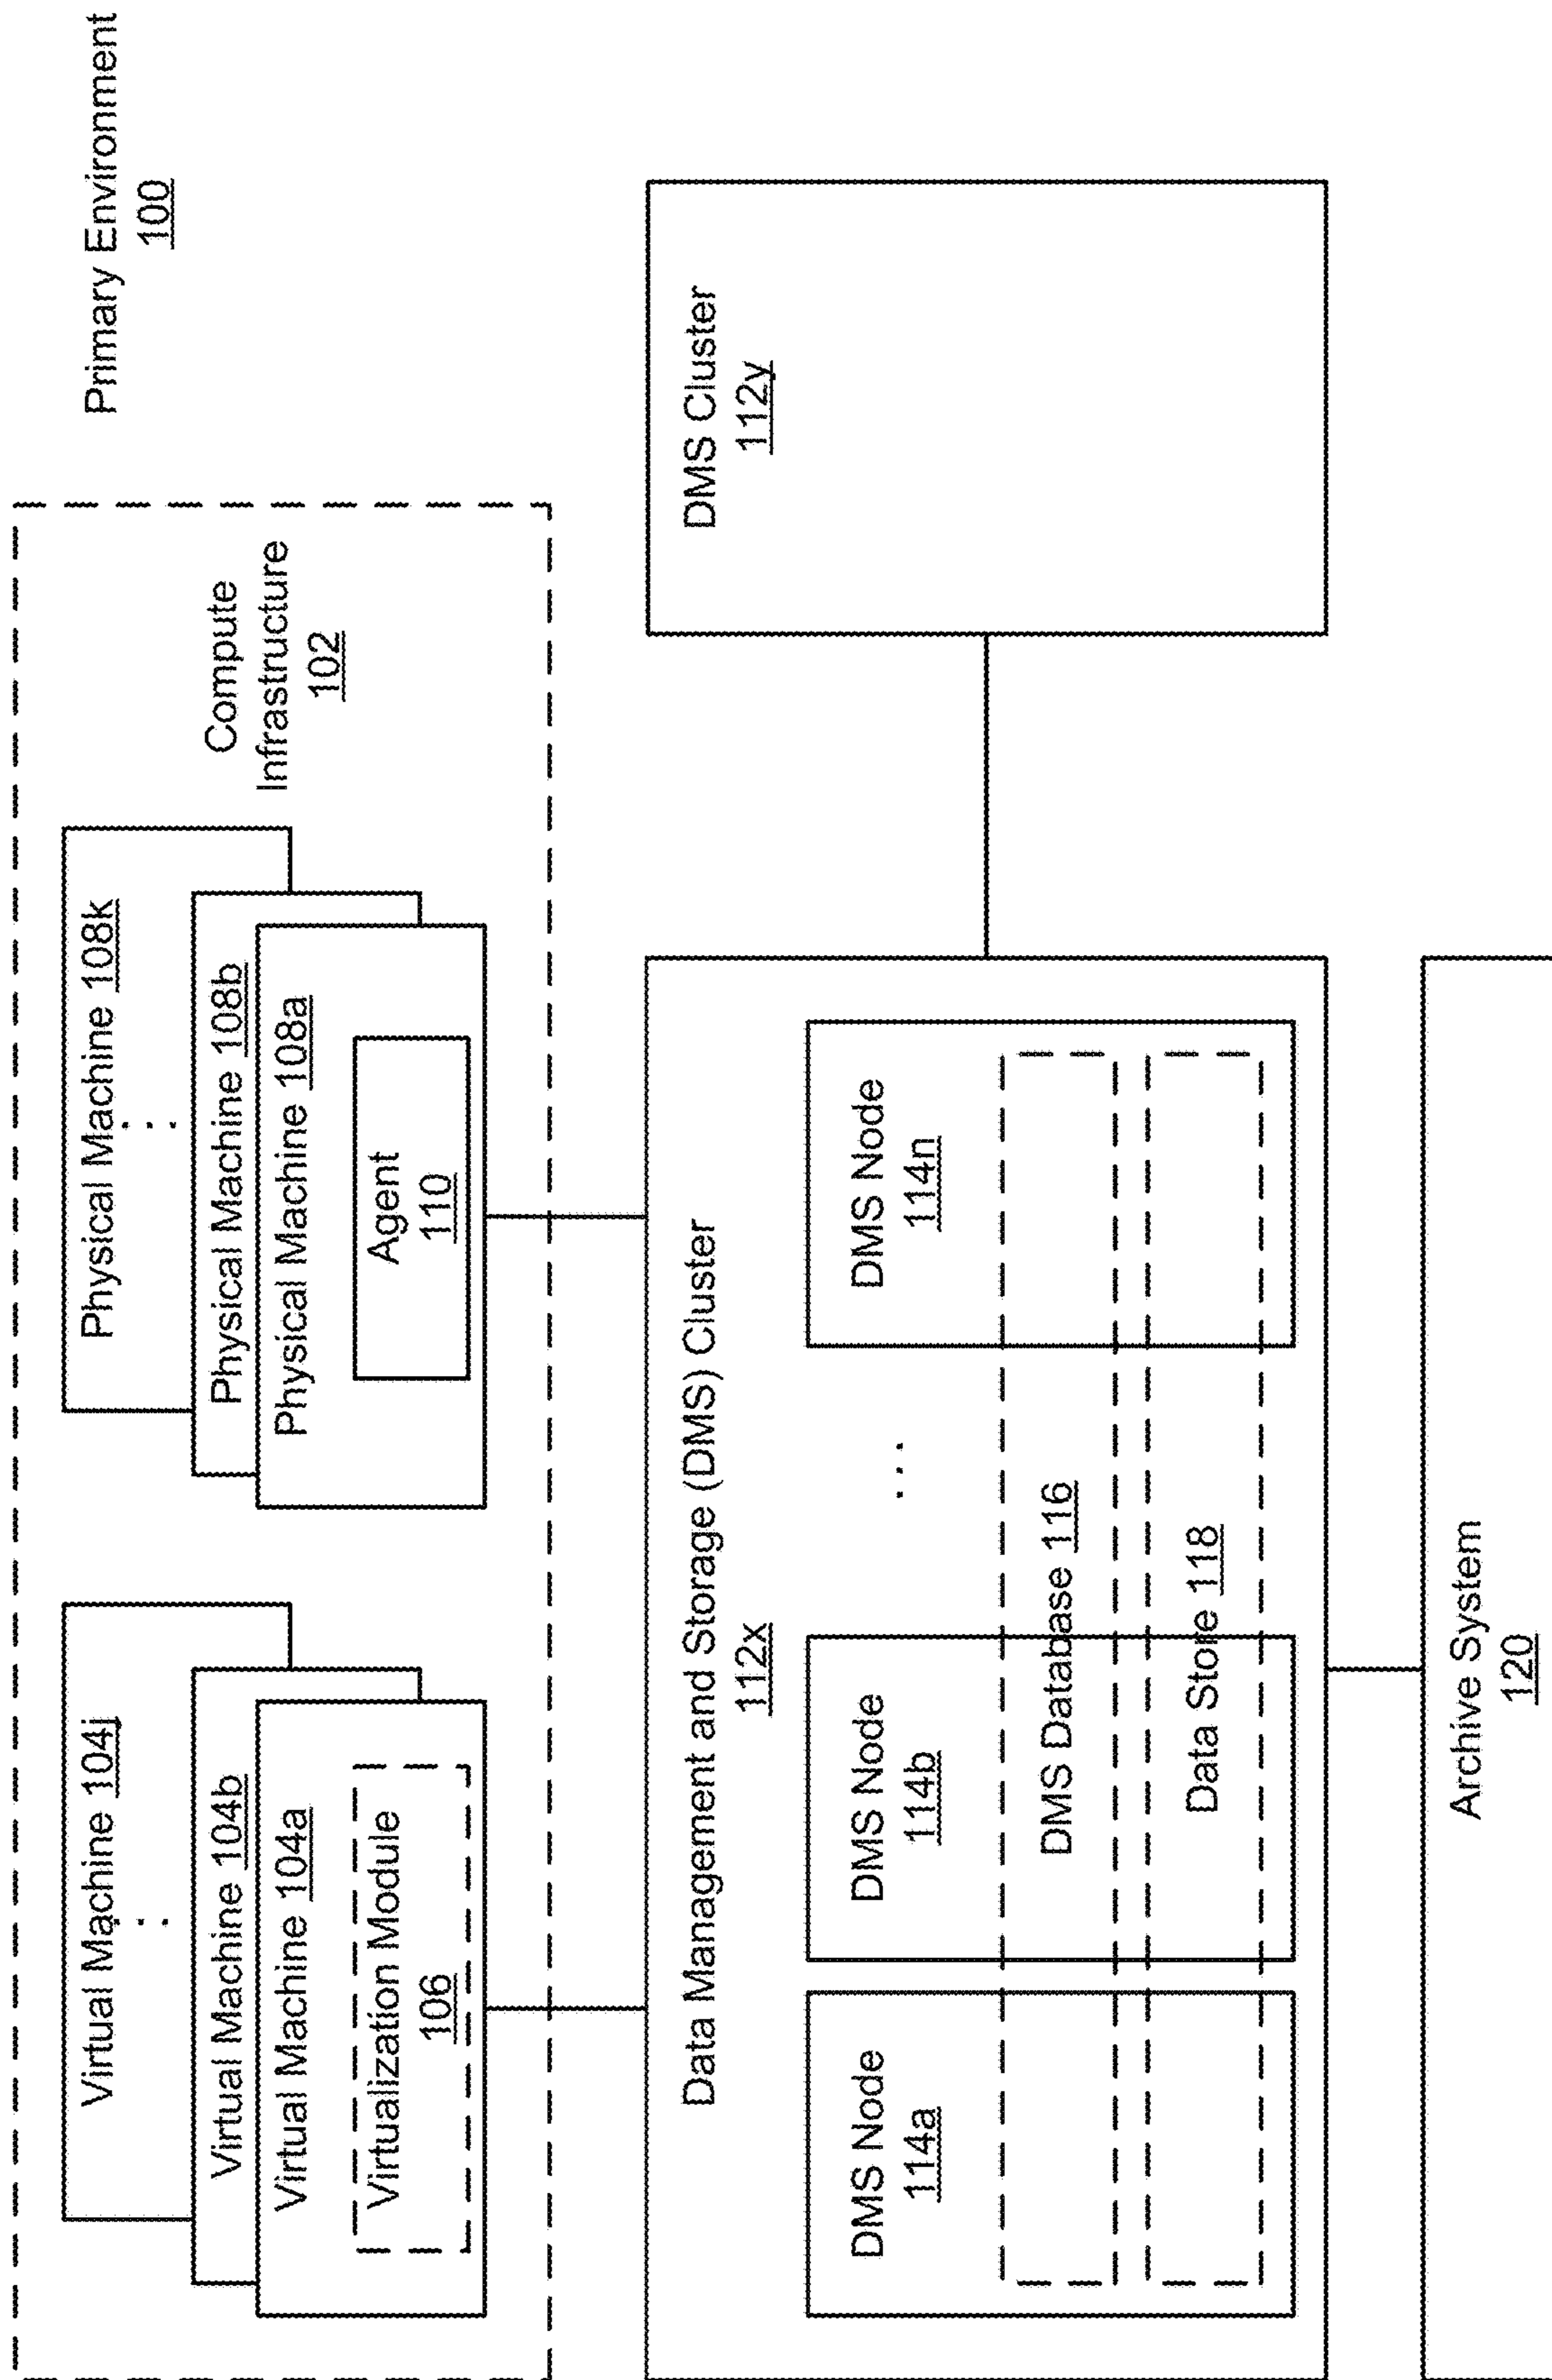 Primary Environment
100
Compute
Infrastructure
102
Virtual Machine 104j
Virtual Machine 104b
Virtual Machine 104a
Virtualization Module
106
Physical Machine 108k
Physical Machine 108b
Physical Machine 108a
Agent
110
Data Management and Storage (DMS) Cluster
112x
DMS Node
114a
DMS Node
114b
...
DMS Node
114n
DMS Database 116
Data Store 118
DMS Cluster
112y
Archive System
120